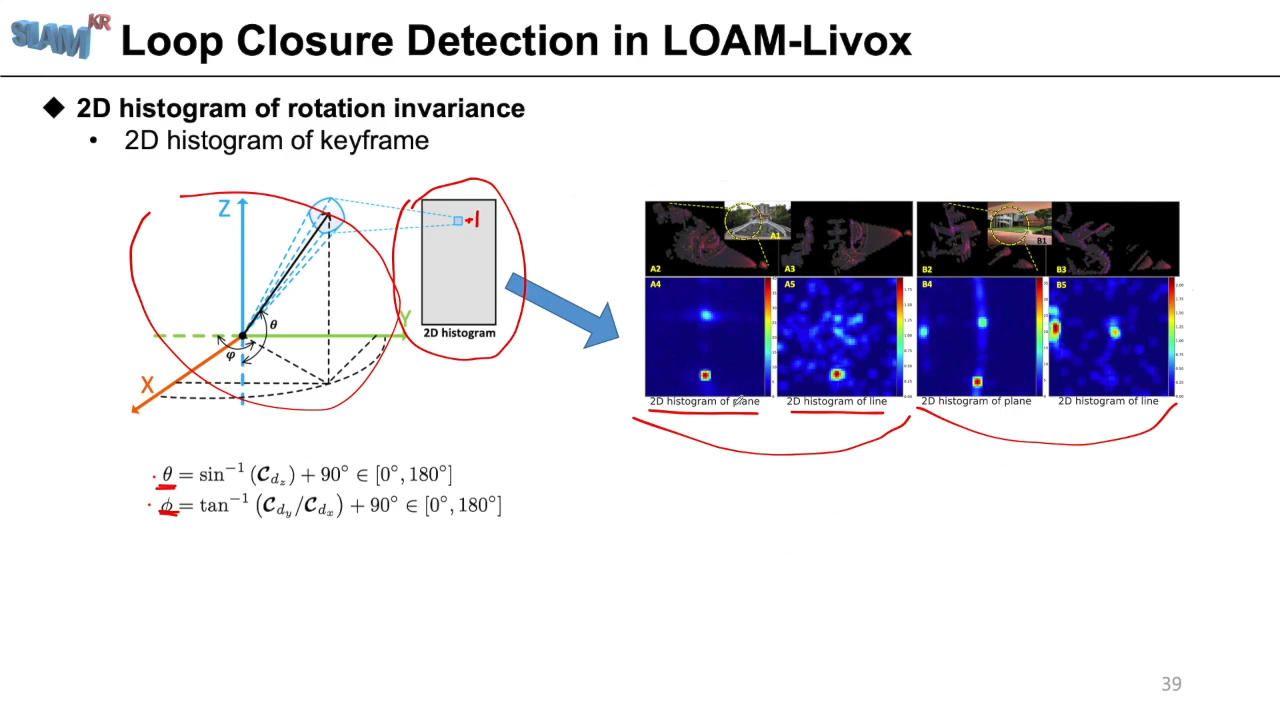 SLAM KR
Loop Closure Detection in LOAM-Livox
◆ 2D histogram of rotation invariance
• 2D histogram of keyframe
Z
Y
X
θ
φ
+1
2D histogram
A1
A2
A3
B1
B2
B3
A4
A5
B4
B5
2D histogram of plane
2D histogram of line
2D histogram of plane
2D histogram of line
θ = sin⁻¹ (𝓒_{d_z}) + 90° ∈ [0°, 180°]
ϕ = tan⁻¹ (𝓒_{d_y}/𝓒_{d_x}) + 90° ∈ [0°, 180°]
39